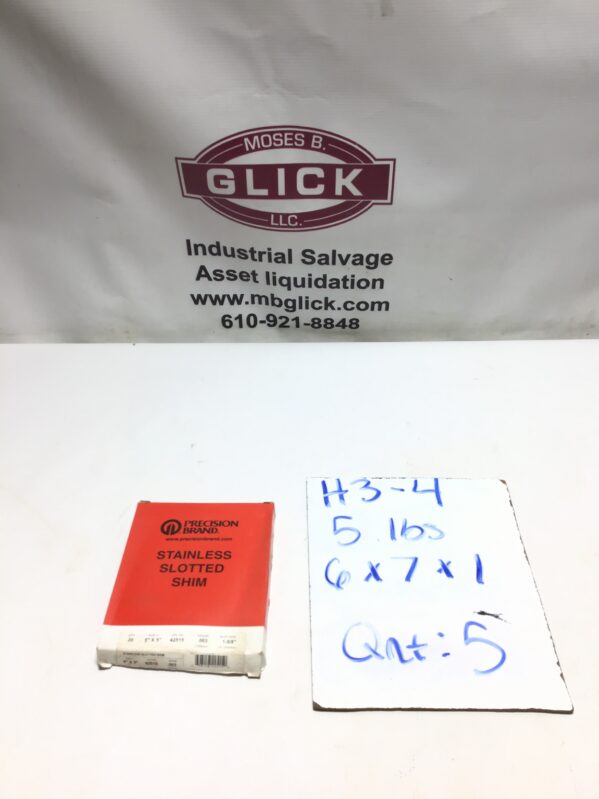 MOSES B.
GLICK
LLC.
Industrial Salvage
Asset liquidation
www.mbglick.com
610-921-8848
PRECISION
BRAND.
www.precisionbrand.com
STAINLESS
SLOTTED
SHIM
H3-4
5 lbs
6 x 7 x 1
Qnt: 5